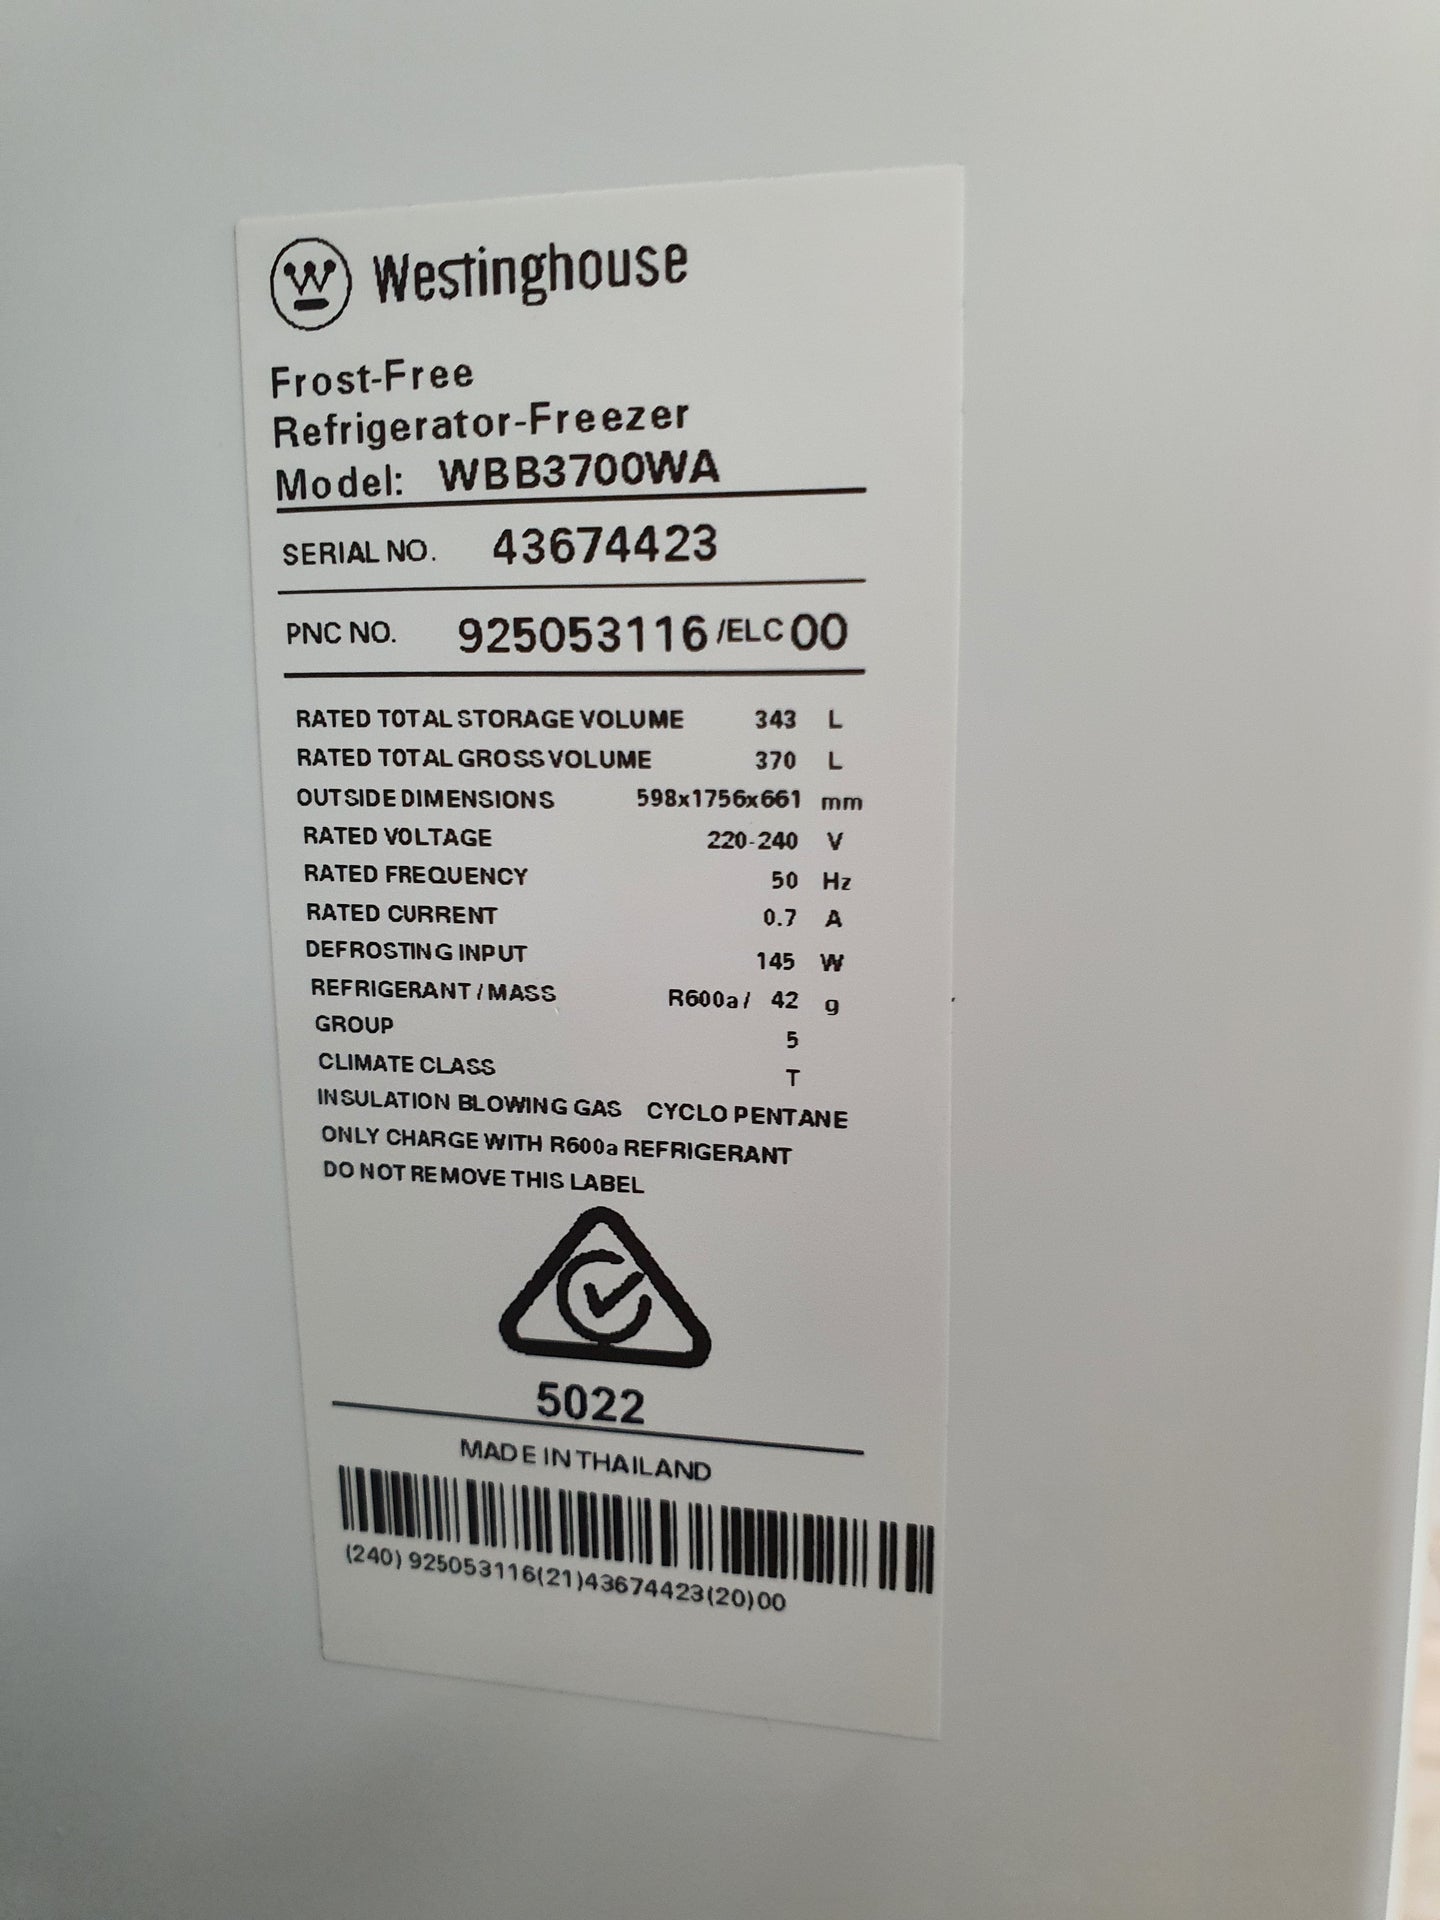 W Westinghouse
Frost-Free
Refrigerator-Freezer
Model: WBB3700WA
SERIAL NO. 43674423
PNC NO. 925053116 /ELC 00
RATED TOTAL STORAGE VOLUME 343 L
RATED TOTAL GROSS VOLUME 370 L
OUTSIDE DIMENSIONS 598x1756x661 mm
RATED VOLTAGE 220-240 V
RATED FREQUENCY 50 Hz
RATED CURRENT 0.7 A
DEFROSTING INPUT 145 W
REFRIGERANT / MASS R600a / 42 g
GROUP 5
CLIMATE CLASS T
INSULATION BLOWING GAS CYCLO PENTANE
ONLY CHARGE WITH R600a REFRIGERANT
DO NOT REMOVE THIS LABEL
5022
MADE IN THAILAND
(240) 925053116(21)43674423(20)00